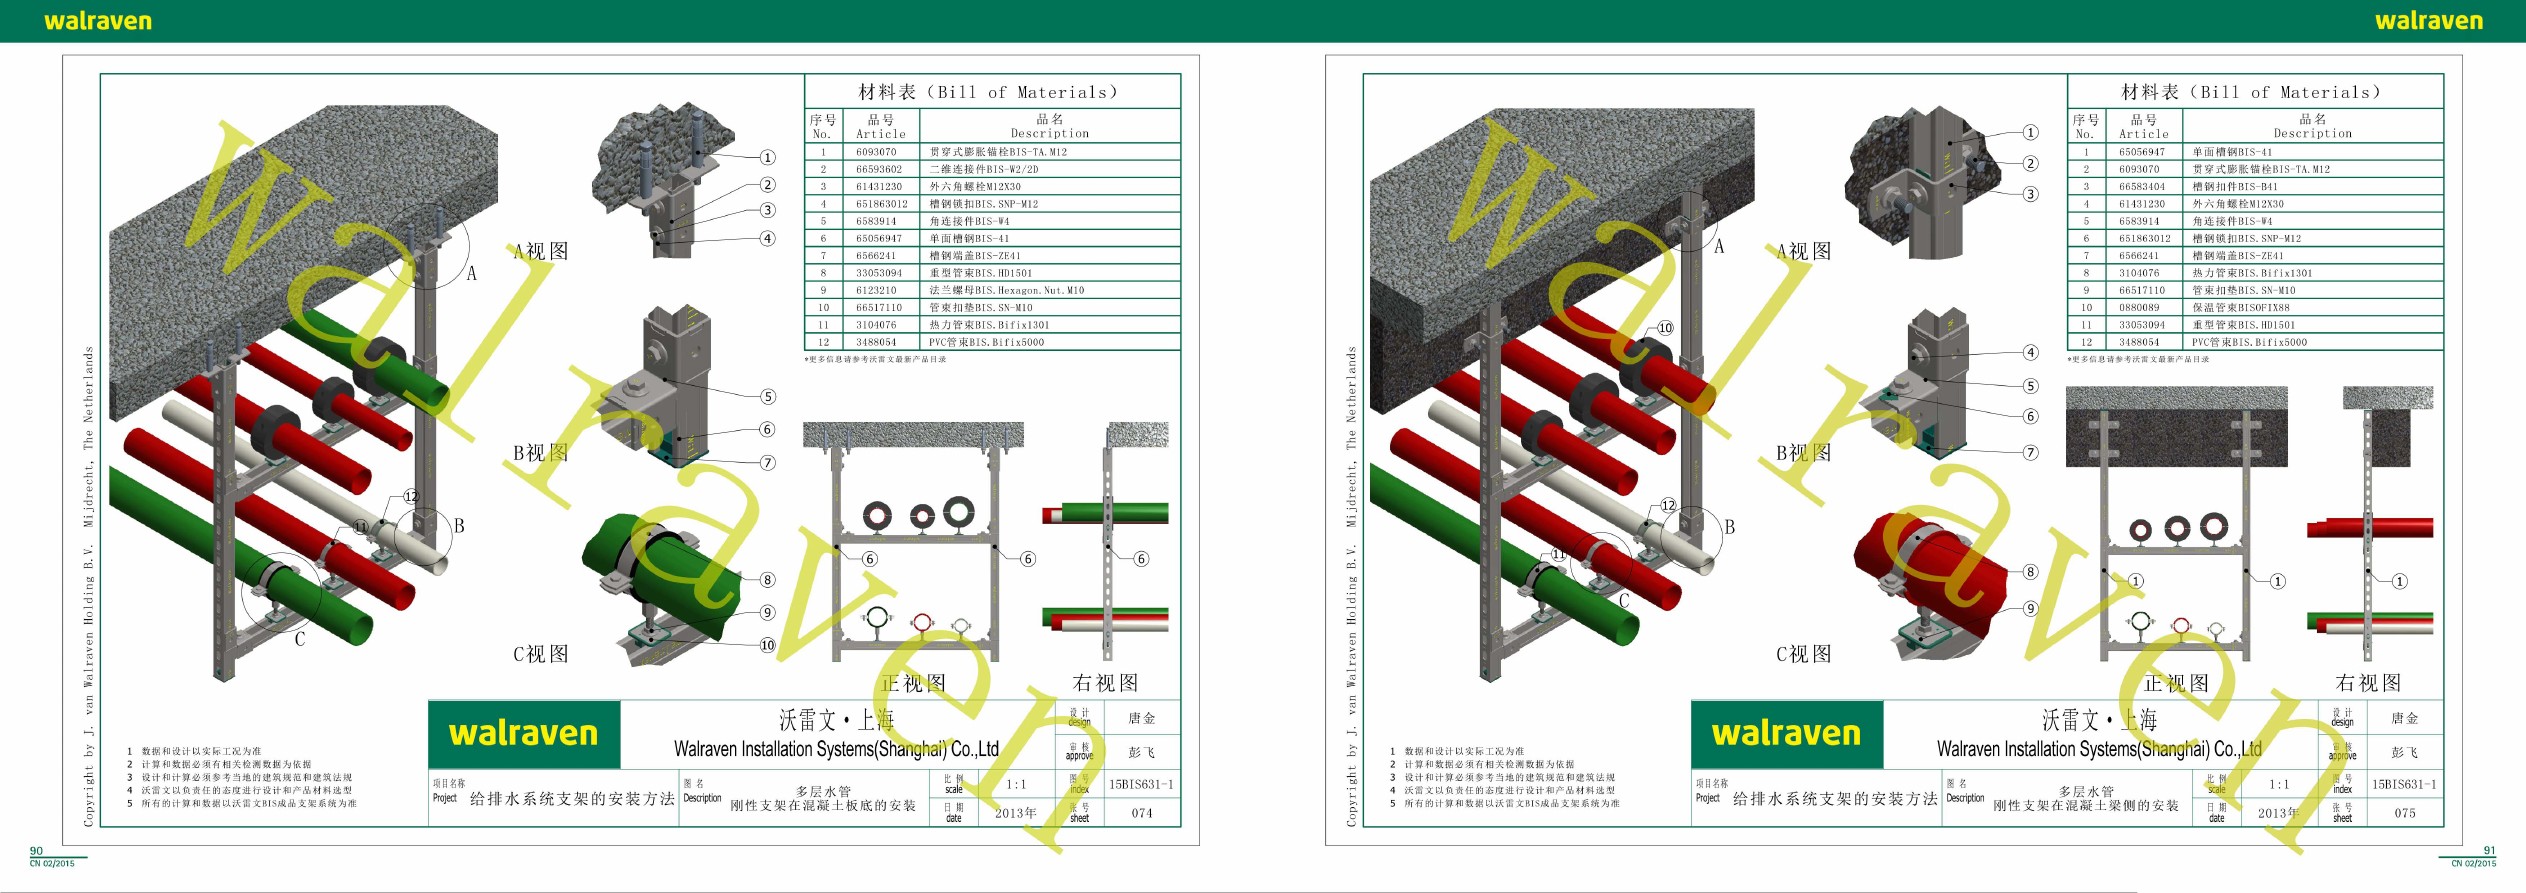 walraven
walraven
材料表（Bill of Materials）
序号 品号 品名
No. Article Description
1 6093070 贯穿式膨胀锚栓BIS-TA.M12
2 66593602 二维连接件BIS-W2/2D
3 61431230 外六角螺栓M12X30
4 651863012 槽钢锁扣BIS.SNP-M12
5 6583914 角连接件BIS-W4
6 65056947 单面槽钢BIS-41
7 6566241 槽钢端盖BIS-ZE41
8 33053094 重型管束BIS.HD1501
9 6123210 法兰螺母BIS.Hexagon.Nut.M10
10 66517110 管束扣垫BIS.SN-M10
11 3104076 热力管束BIS.Bifix1301
12 3488054 PVC管束BIS.Bifix5000
*更多信息请参考沃雷文最新产品目录
1
2
3
4
A视图
A
5
6
7
B视图
12
B
11
6
6
6
8
9
10
C视图
C
正视图
右视图
walraven
Copyright by J. van Walraven Holding B.V. Mijdrecht, The Netherlands
1 数据和设计以实际工况为准
2 计算和数据必须有相关检测数据为依据
3 设计和计算必须参考当地的建筑规范和建筑法规
4 沃雷文以负责任的态度进行设计和产品材料选型
5 所有的计算和数据以沃雷文BIS成品支架系统为准
walraven
沃雷文·上海
Walraven Installation Systems(Shanghai) Co.,Ltd
设计 design 唐金
审核 approve 彭飞
项目名称 Project 给排水系统支架的安装方法
图名 Description 多层水管
刚性支架在混凝土板底的安装
比例 scale 1:1
图号 index 15BIS631-1
日期 date 2013年
张号 sheet 074
90
CN 02/2015
材料表（Bill of Materials）
序号 品号 品名
No. Article Description
1 65056947 单面槽钢BIS-41
2 6093070 贯穿式膨胀锚栓BIS-TA.M12
3 66583404 槽钢扣件BIS-B41
4 61431230 外六角螺栓M12X30
5 6583914 角连接件BIS-W4
6 651863012 槽钢锁扣BIS.SNP-M12
7 6566241 槽钢端盖BIS-ZE41
8 3104076 热力管束BIS.Bifix1301
9 66517110 管束扣垫BIS.SN-M10
10 0880089 保温管束BISOFIX88
11 33053094 重型管束BIS.HD1501
12 3488054 PVC管束BIS.Bifix5000
*更多信息请参考沃雷文最新产品目录
1
2
3
A视图
A
10
4
5
6
7
B视图
12
B
11
1
1
1
8
9
C视图
C
正视图
右视图
walraven
Copyright by J. van Walraven Holding B.V. Mijdrecht, The Netherlands
1 数据和设计以实际工况为准
2 计算和数据必须有相关检测数据为依据
3 设计和计算必须参考当地的建筑规范和建筑法规
4 沃雷文以负责任的态度进行设计和产品材料选型
5 所有的计算和数据以沃雷文BIS成品支架系统为准
walraven
沃雷文·上海
Walraven Installation Systems(Shanghai) Co.,Ltd
设计 design 唐金
审核 approve 彭飞
项目名称 Project 给排水系统支架的安装方法
图名 Description 多层水管
刚性支架在混凝土梁侧的安装
比例 scale 1:1
图号 index 15BIS631-1
日期 date 2013年
张号 sheet 075
91
CN 02/2015